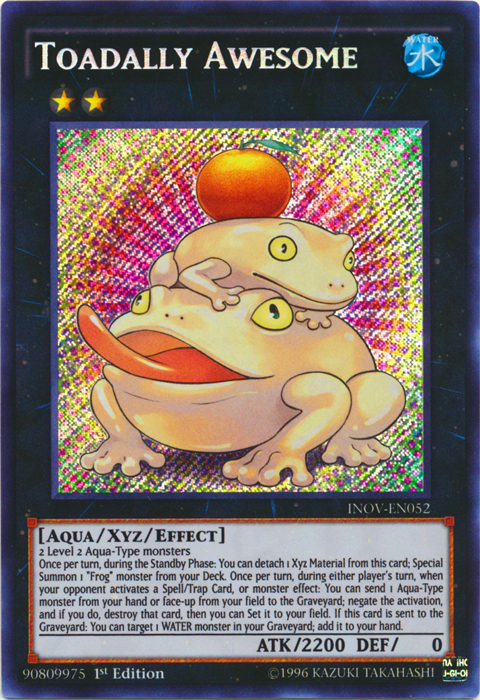 TOADALLY AWESOME
WATER
水
INOV-EN052
[AQUA/XYZ/EFFECT]
2 Level 2 Aqua-Type monsters
Once per turn, during the Standby Phase: You can detach 1 Xyz Material from this card; Special
Summon 1 "Frog" monster from your Deck. Once per turn, during either player's turn, when
your opponent activates a Spell/Trap Card, or monster effect: You can send 1 Aqua-Type
monster from your hand or face-up from your field to the Graveyard; negate the activation,
and if you do, destroy that card, then you can Set it to your field. If this card is sent to the
Graveyard: You can target 1 WATER monster in your Graveyard; add it to your hand.
ATK/2200 DEF/ 0
90809975 1st Edition ©1996 KAZUKI TAKAHASHI